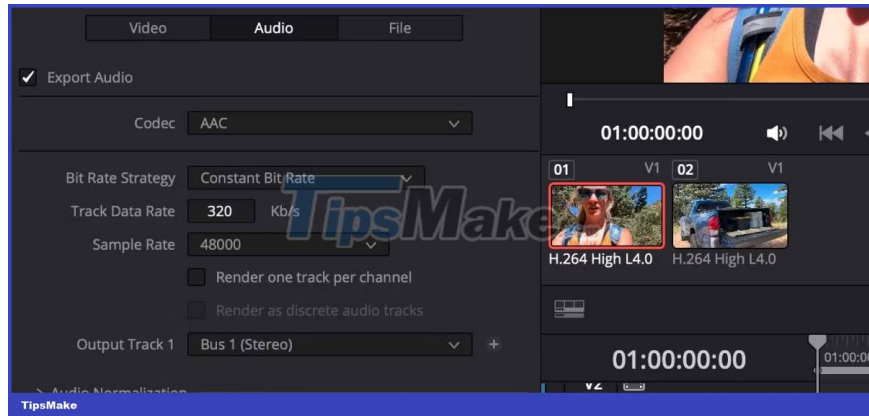 Video Audio File
Export Audio
Codec AAC
Bit Rate Strategy Constant Bit Rate
Track Data Rate 320 Kb/s
Sample Rate 48000
Render one track per channel
Render as discrete audio tracks
Output Track 1 Bus 1 (Stereo) +
> Audio Normalization
TipsMake
01:00:00:00
01 V1 02 V1
H.264 High L4.0 H.264 High L4.0
01:00:00:00
V2
TipsMake